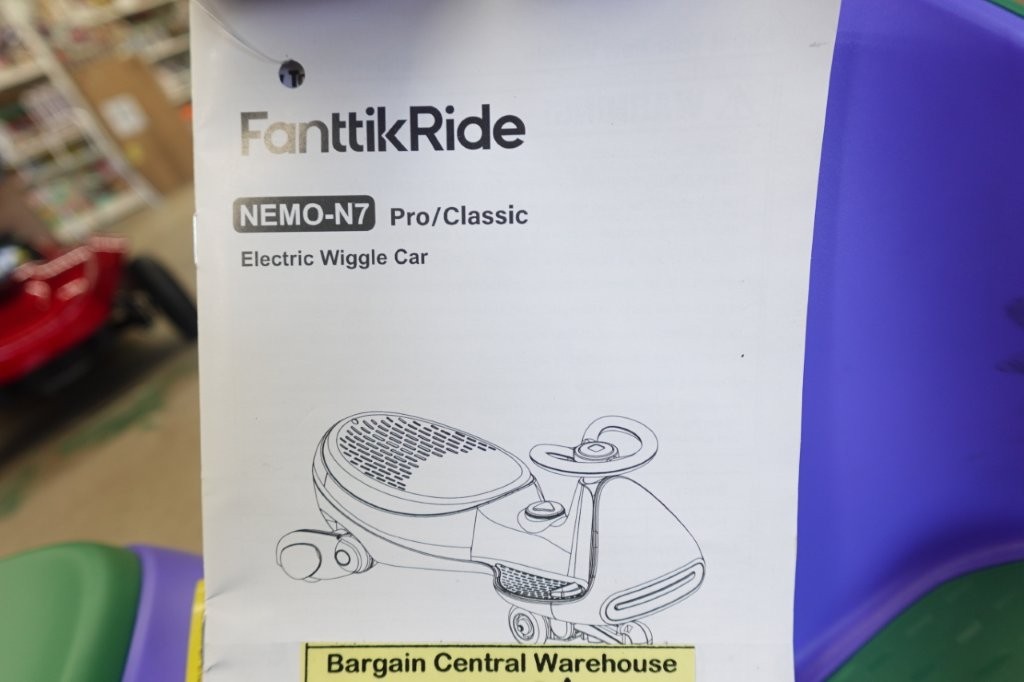 FanttikRide
NEMO-N7 Pro/Classic
Electric Wiggle Car
Bargain Central Warehouse